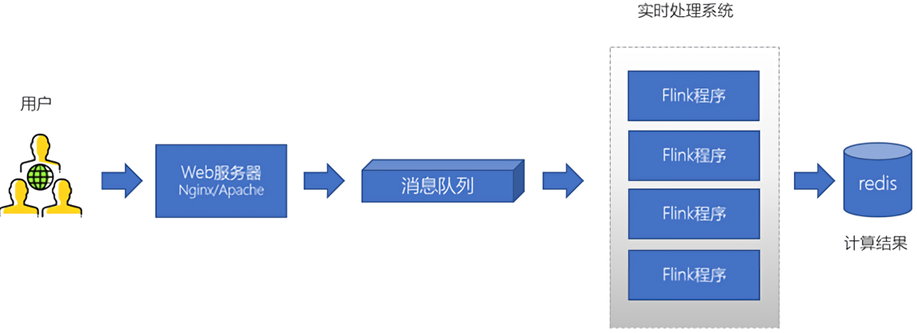 实时处理系统
用户
Web服务器
Nginx/Apache
消息队列
Flink程序
Flink程序
Flink程序
Flink程序
redis
计算结果